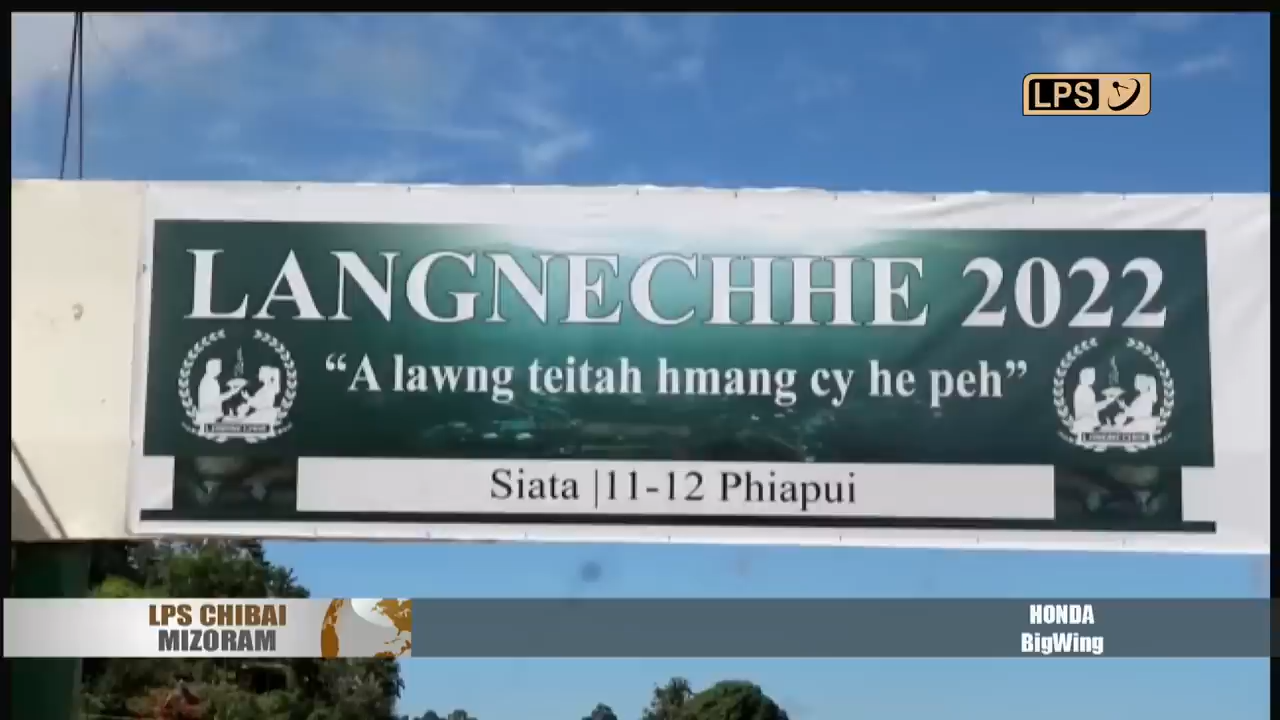 LPS
LANGNECHHE 2022
“A lawng teitah hmang cy he peh”
Siata |11-12 Phiapui
LPS CHIBAI
MIZORAM
HONDA
BigWing